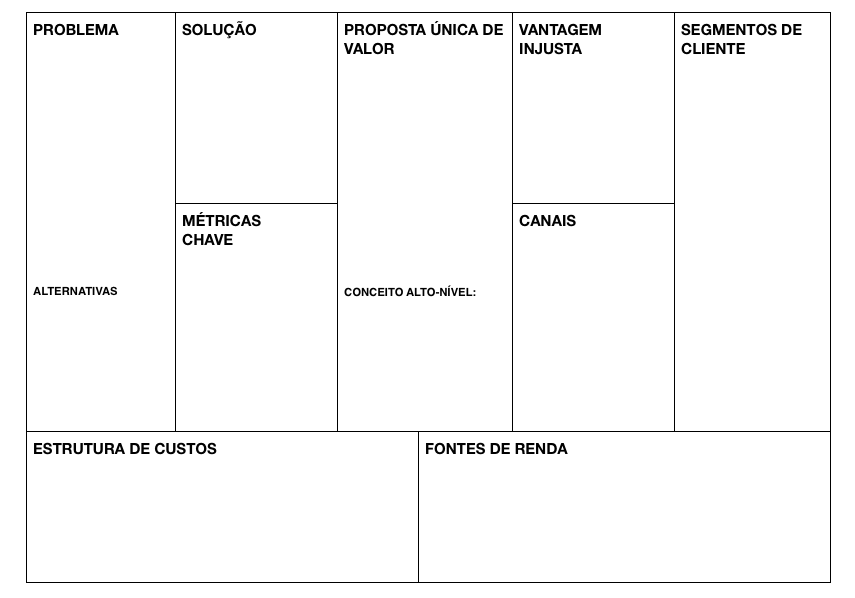 PROBLEMA
ALTERNATIVAS
SOLUÇÃO
MÉTRICAS
CHAVE
PROPOSTA ÚNICA DE
VALOR
CONCEITO ALTO-NÍVEL:
VANTAGEM
INJUSTA
CANAIS
SEGMENTOS DE
CLIENTE
ESTRUTURA DE CUSTOS
FONTES DE RENDA